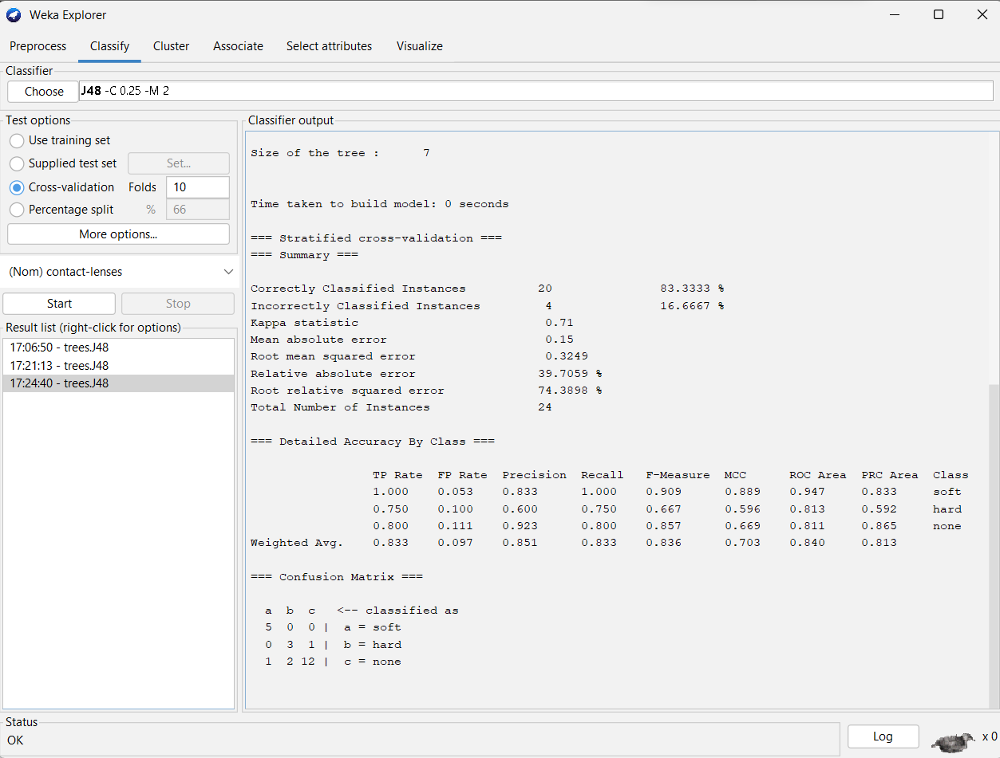 Weka Explorer
Preprocess Classify Cluster Associate Select attributes Visualize
Classifier
Choose J48 -C 0.25 -M 2
Test options
Use training set
Supplied test set Set...
Cross-validation Folds 10
Percentage split % 66
More options...
(Nom) contact-lenses
Start Stop
Result list (right-click for options)
17:06:50 - trees.J48
17:21:13 - trees.J48
17:24:40 - trees.J48
Classifier output
Size of the tree : 7
Time taken to build model: 0 seconds
=== Stratified cross-validation ===
=== Summary ===
Correctly Classified Instances 20 83.3333 %
Incorrectly Classified Instances 4 16.6667 %
Kappa statistic 0.71
Mean absolute error 0.15
Root mean squared error 0.3249
Relative absolute error 39.7059 %
Root relative squared error 74.3898 %
Total Number of Instances 24
=== Detailed Accuracy By Class ===
TP Rate FP Rate Precision Recall F-Measure MCC ROC Area PRC Area Class
1.000 0.053 0.833 1.000 0.909 0.889 0.947 0.833 soft
0.750 0.100 0.600 0.750 0.667 0.596 0.813 0.592 hard
0.800 0.111 0.923 0.800 0.857 0.669 0.811 0.865 none
Weighted Avg. 0.833 0.097 0.851 0.833 0.836 0.703 0.840 0.813
=== Confusion Matrix ===
a b c <-- classified as
5 0 0 | a = soft
0 3 1 | b = hard
1 2 12 | c = none
Status
OK
Log
x 0